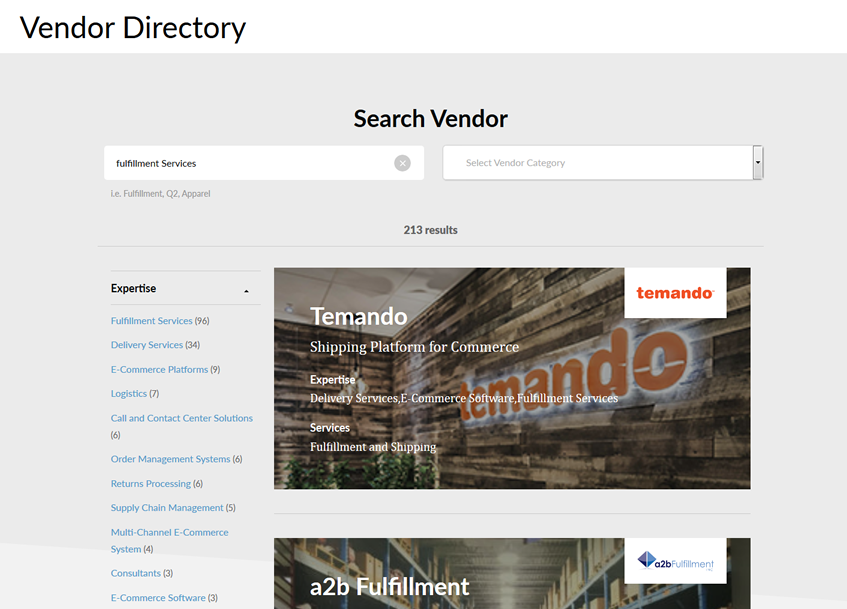 Vendor Directory
Search Vendor
fulfillment Services
Select Vendor Category
i.e. Fulfillment, Q2, Apparel
213 results
Expertise
Fulfillment Services (96)
Delivery Services (34)
E-Commerce Platforms (9)
Logistics (7)
Call and Contact Center Solutions
(6)
Order Management Systems (6)
Returns Processing (6)
Supply Chain Management (5)
Multi-Channel E-Commerce
System (4)
Consultants (3)
E-Commerce Software (3)
temando
Temando
Shipping Platform for Commerce
Expertise
Delivery Services,E-Commerce Software,Fulfillment Services
Services
Fulfillment and Shipping
temando
a2bFulfillment
a2b Fulfillment